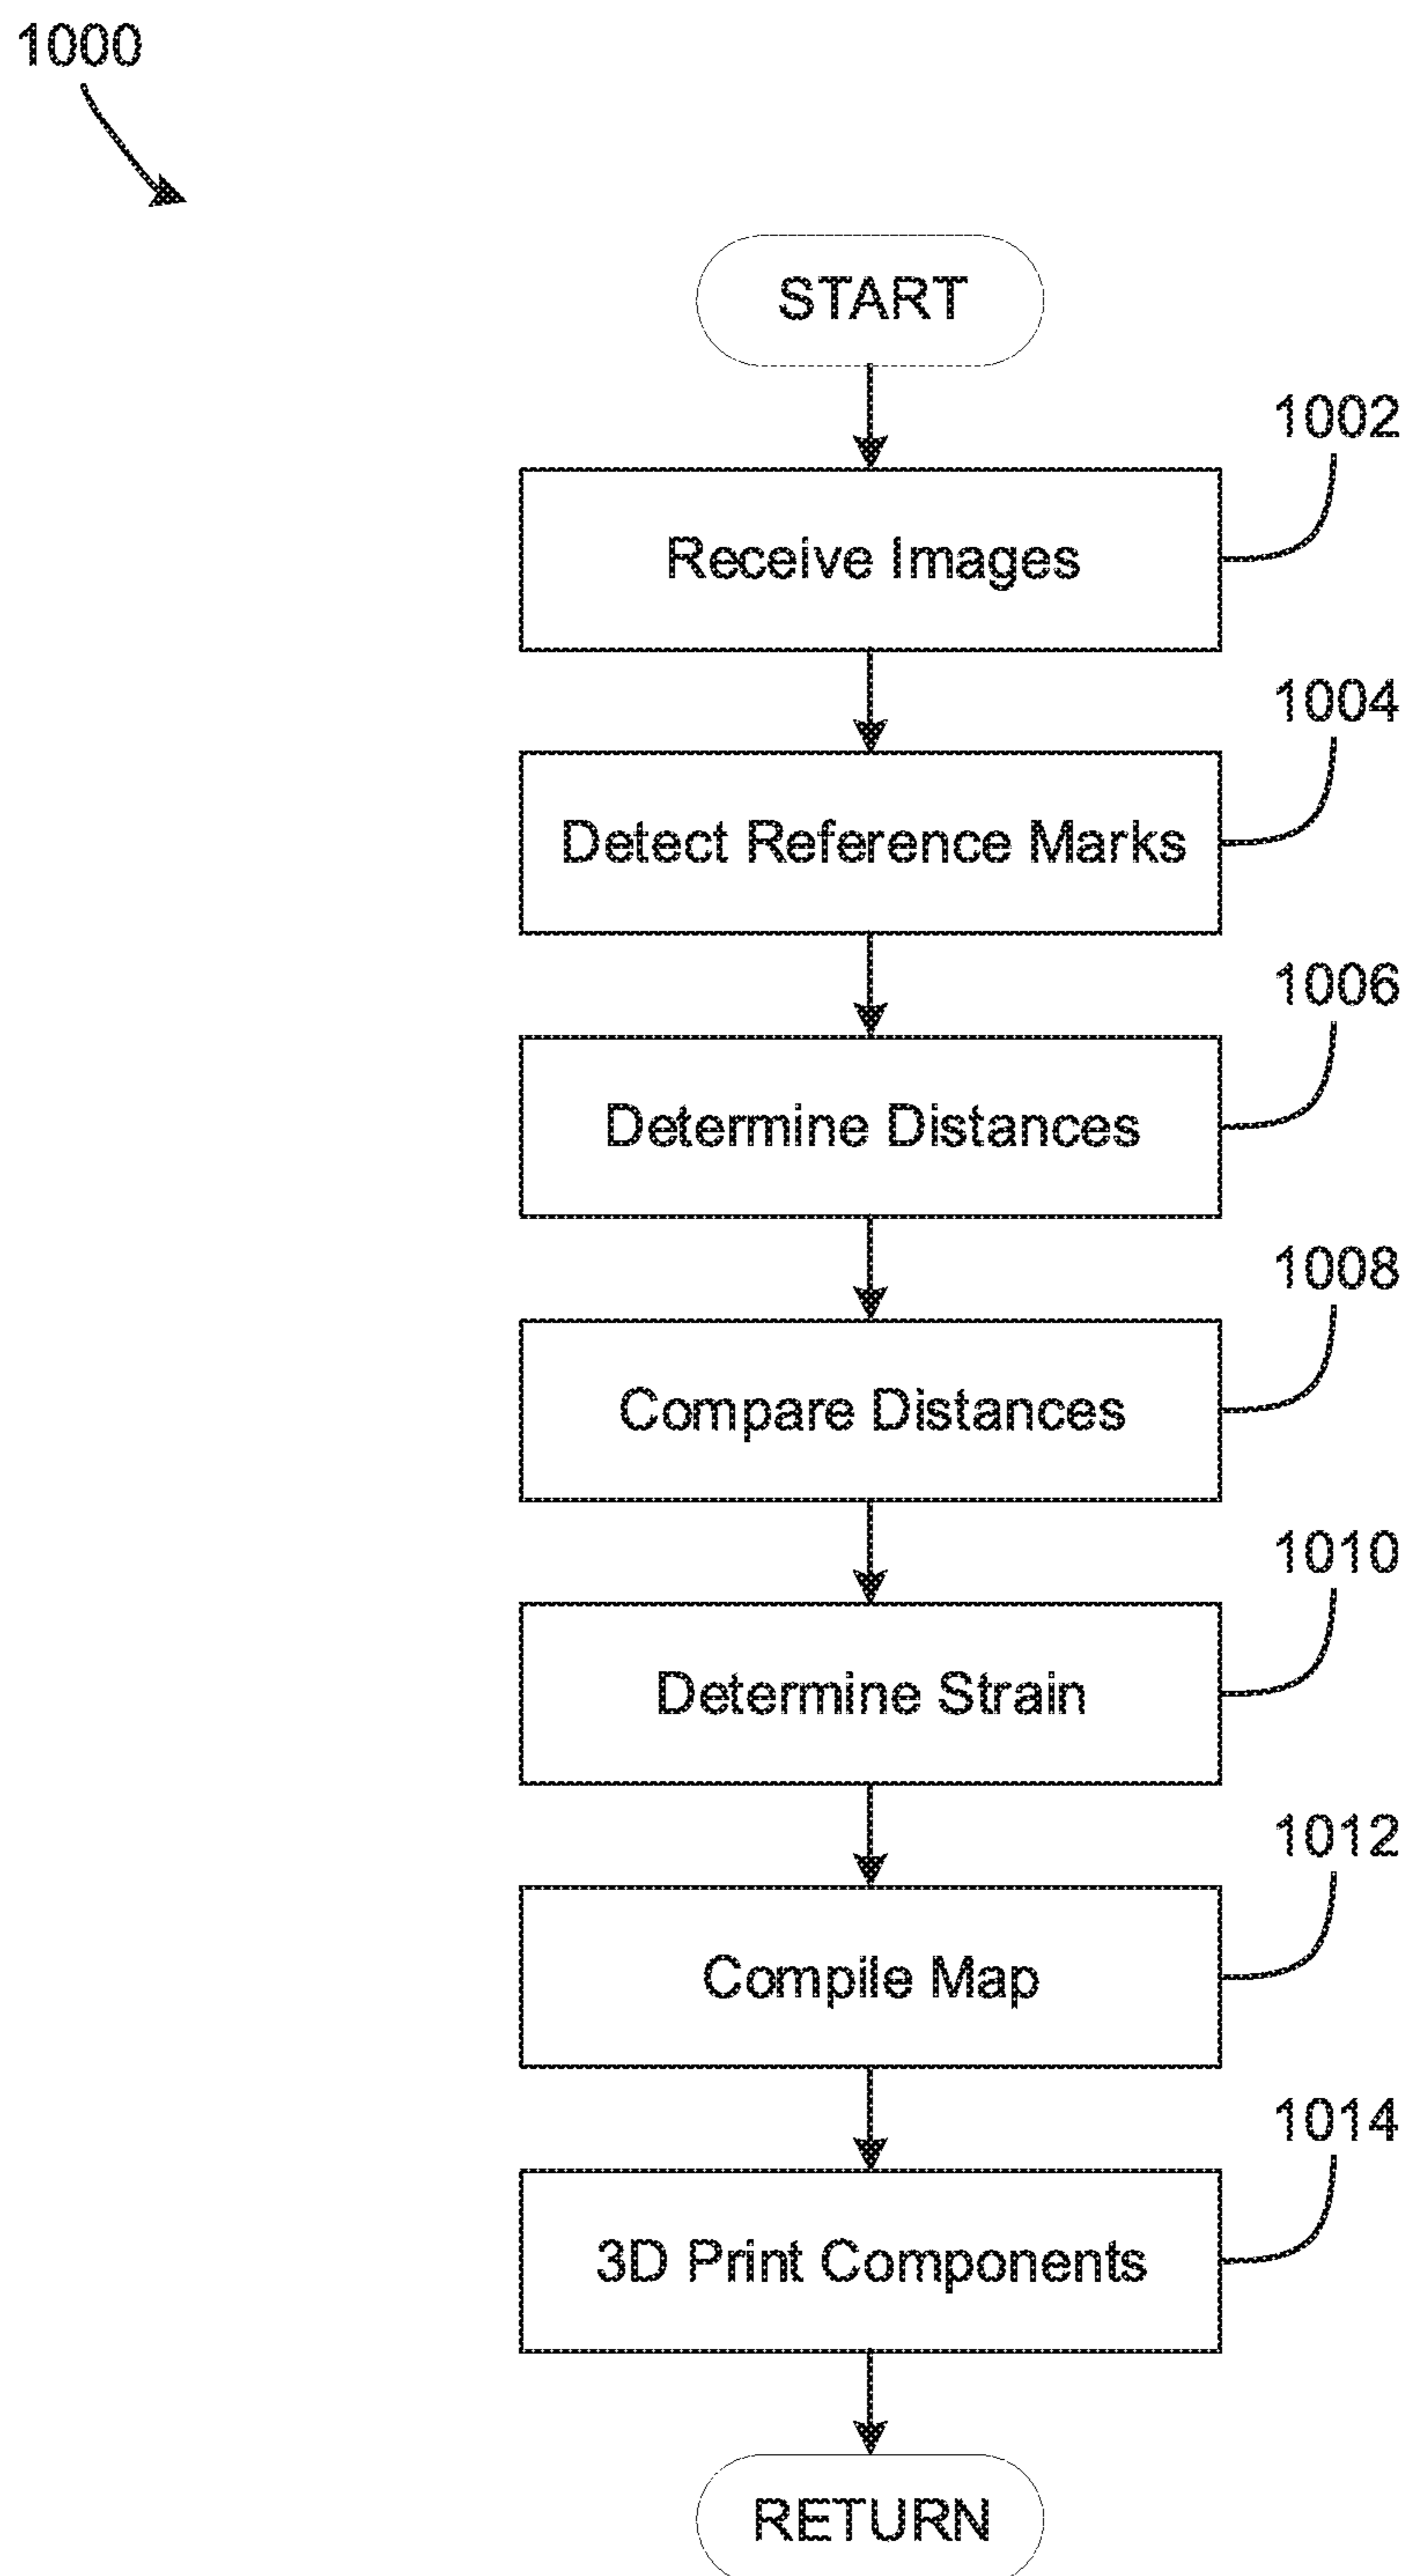 1000
START
1002
Receive Images
1004
Detect Reference Marks
1006
Determine Distances
1008
Compare Distances
1010
Determine Strain
1012
Compile Map
1014
3D Print Components
RETURN